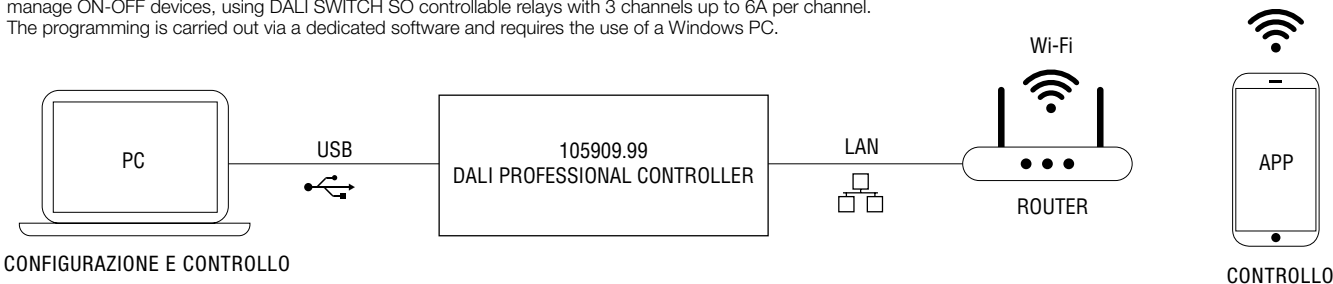 manage ON-OFF devices, using DALI SWITCH SO controllable relays with 3 channels up to 6A per channel.
The programming is carried out via a dedicated software and requires the use of a Windows PC.
Wi-Fi
PC
USB
105909.99
DALI PROFESSIONAL CONTROLLER
LAN
ROUTER
APP
CONFIGURAZIONE E CONTROLLO
CONTROLLO